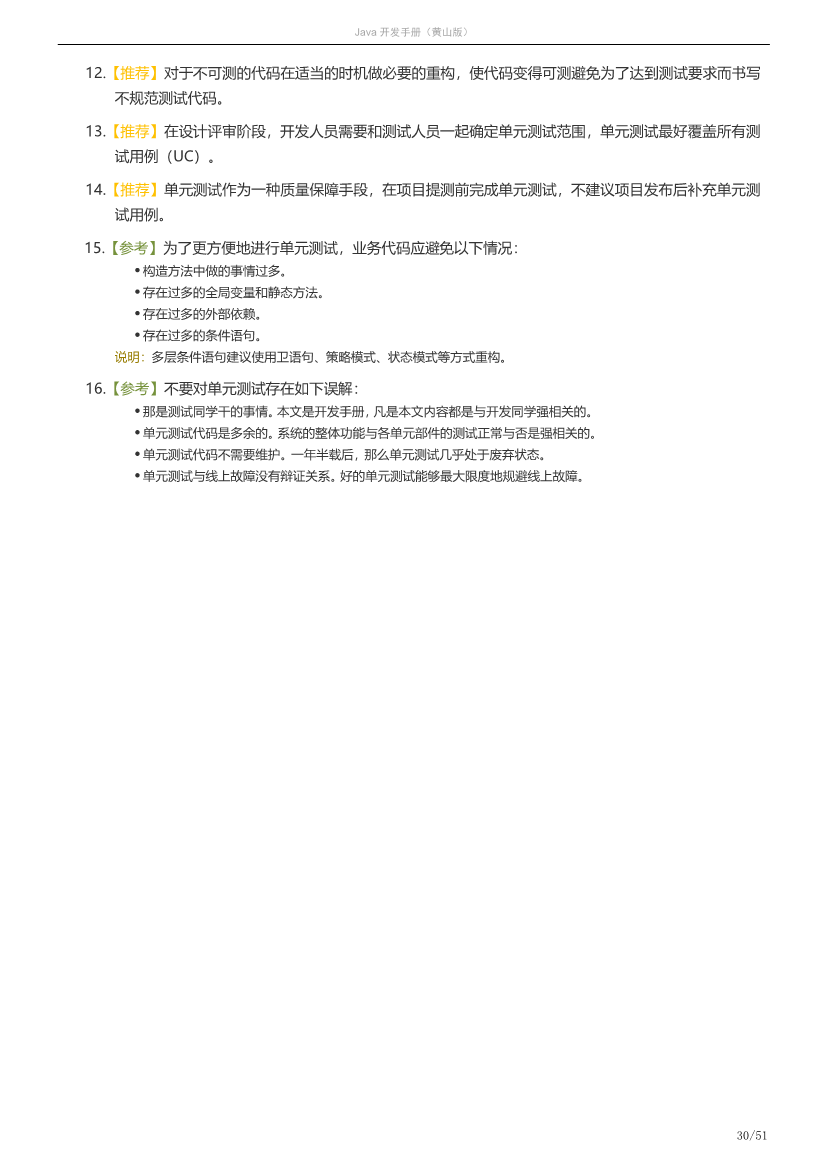 Java 开发手册（黄山版）
12.【推荐】对于不可测的代码在适当的时机做必要的重构，使代码变得可测避免为了达到测试要求而书写
不规范测试代码。
13.【推荐】在设计评审阶段，开发人员需要和测试人员一起确定单元测试范围，单元测试最好覆盖所有测
试用例（UC）。
14.【推荐】单元测试作为一种质量保障手段，在项目提测前完成单元测试，不建议项目发布后补充单元测
试用例。
15.【参考】为了更方便地进行单元测试，业务代码应避免以下情况：
•构造方法中做的事情过多。
•存在过多的全局变量和静态方法。
•存在过多的外部依赖。
•存在过多的条件语句。
说明：多层条件语句建议使用卫语句、策略模式、状态模式等方式重构。
16.【参考】不要对单元测试存在如下误解：
•那是测试同学干的事情。本文是开发手册，凡是本文内容都是与开发同学强相关的。
•单元测试代码是多余的。系统的整体功能与各单元部件的测试正常与否是强相关的。
•单元测试代码不需要维护。一年半载后，那么单元测试几乎处于废弃状态。
•单元测试与线上故障没有辩证关系。好的单元测试能够最大限度地规避线上故障。
30/51